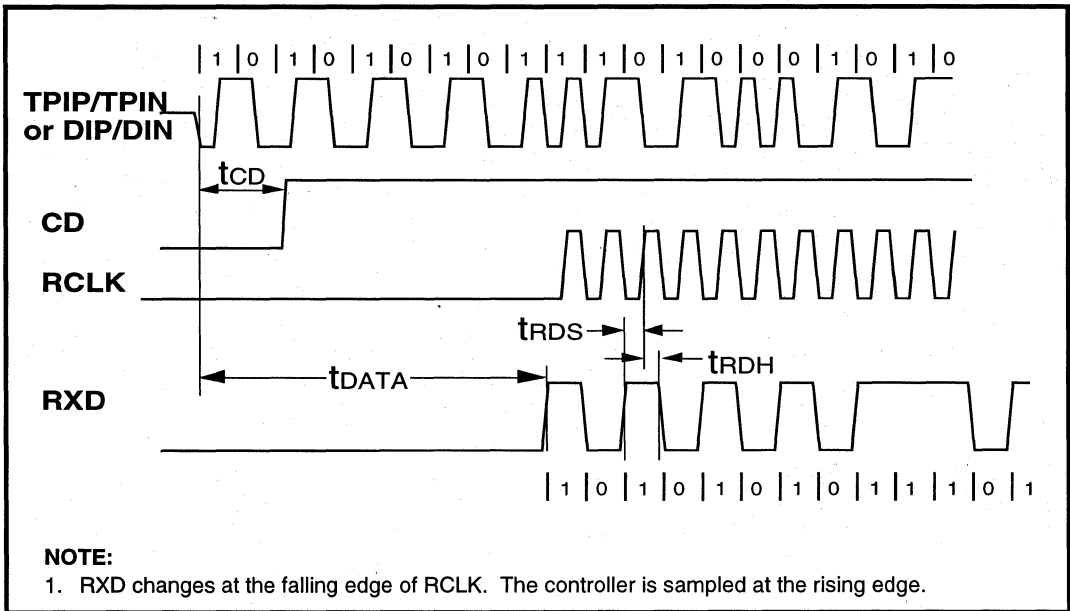 | 1 | 0 | 1 | 0 | 1 | 0 | 1 | 0 | 1 | 1 | 1 | 0 | 1 | 0 | 0 | 0 | 1 | 0 | 1 | 0
TPIP/TPIN
or DIP/DIN
tCD
CD
RCLK
tRDS
tRDH
tDATA
RXD
| 1 | 0 | 1 | 0 | 1 | 0 | 1 | 0 | 1 | 1 | 1 | 0 | 1
NOTE:
1. RXD changes at the falling edge of RCLK. The controller is sampled at the rising edge.